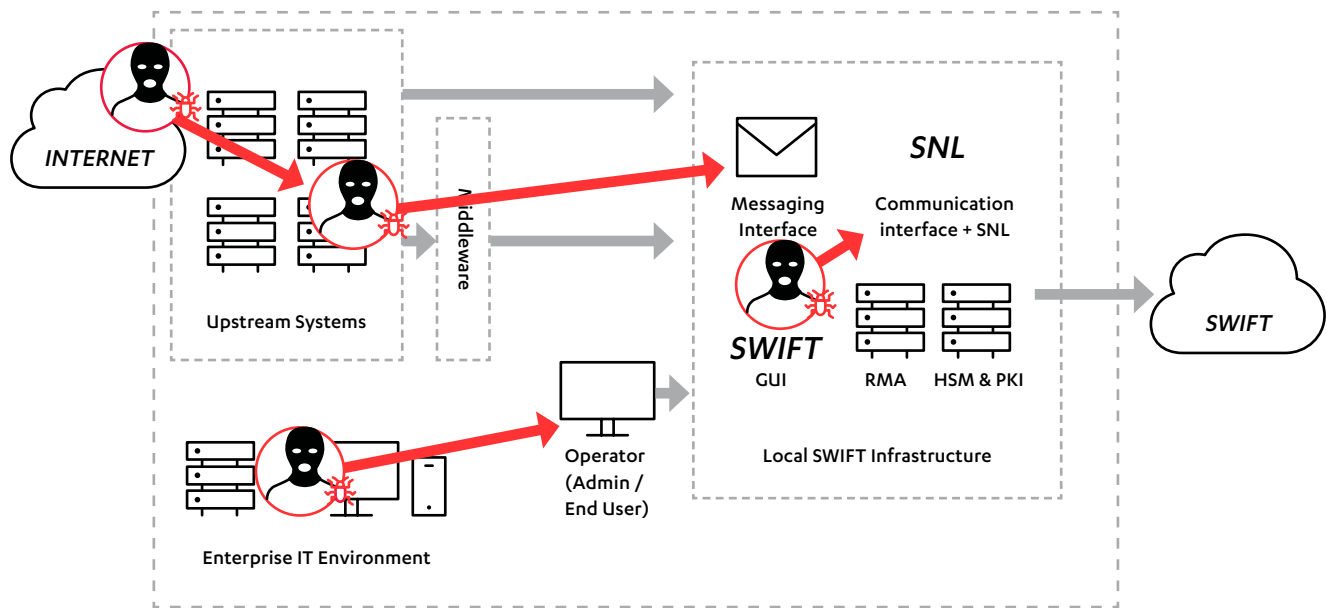 INTERNET
Upstream Systems
Middleware
Messaging
Interface
SNL
Communication
interface + SNL
SWIFT
GUI
RMA
HSM & PKI
Local SWIFT Infrastructure
SWIFT
Operator
(Admin /
End User)
Enterprise IT Environment